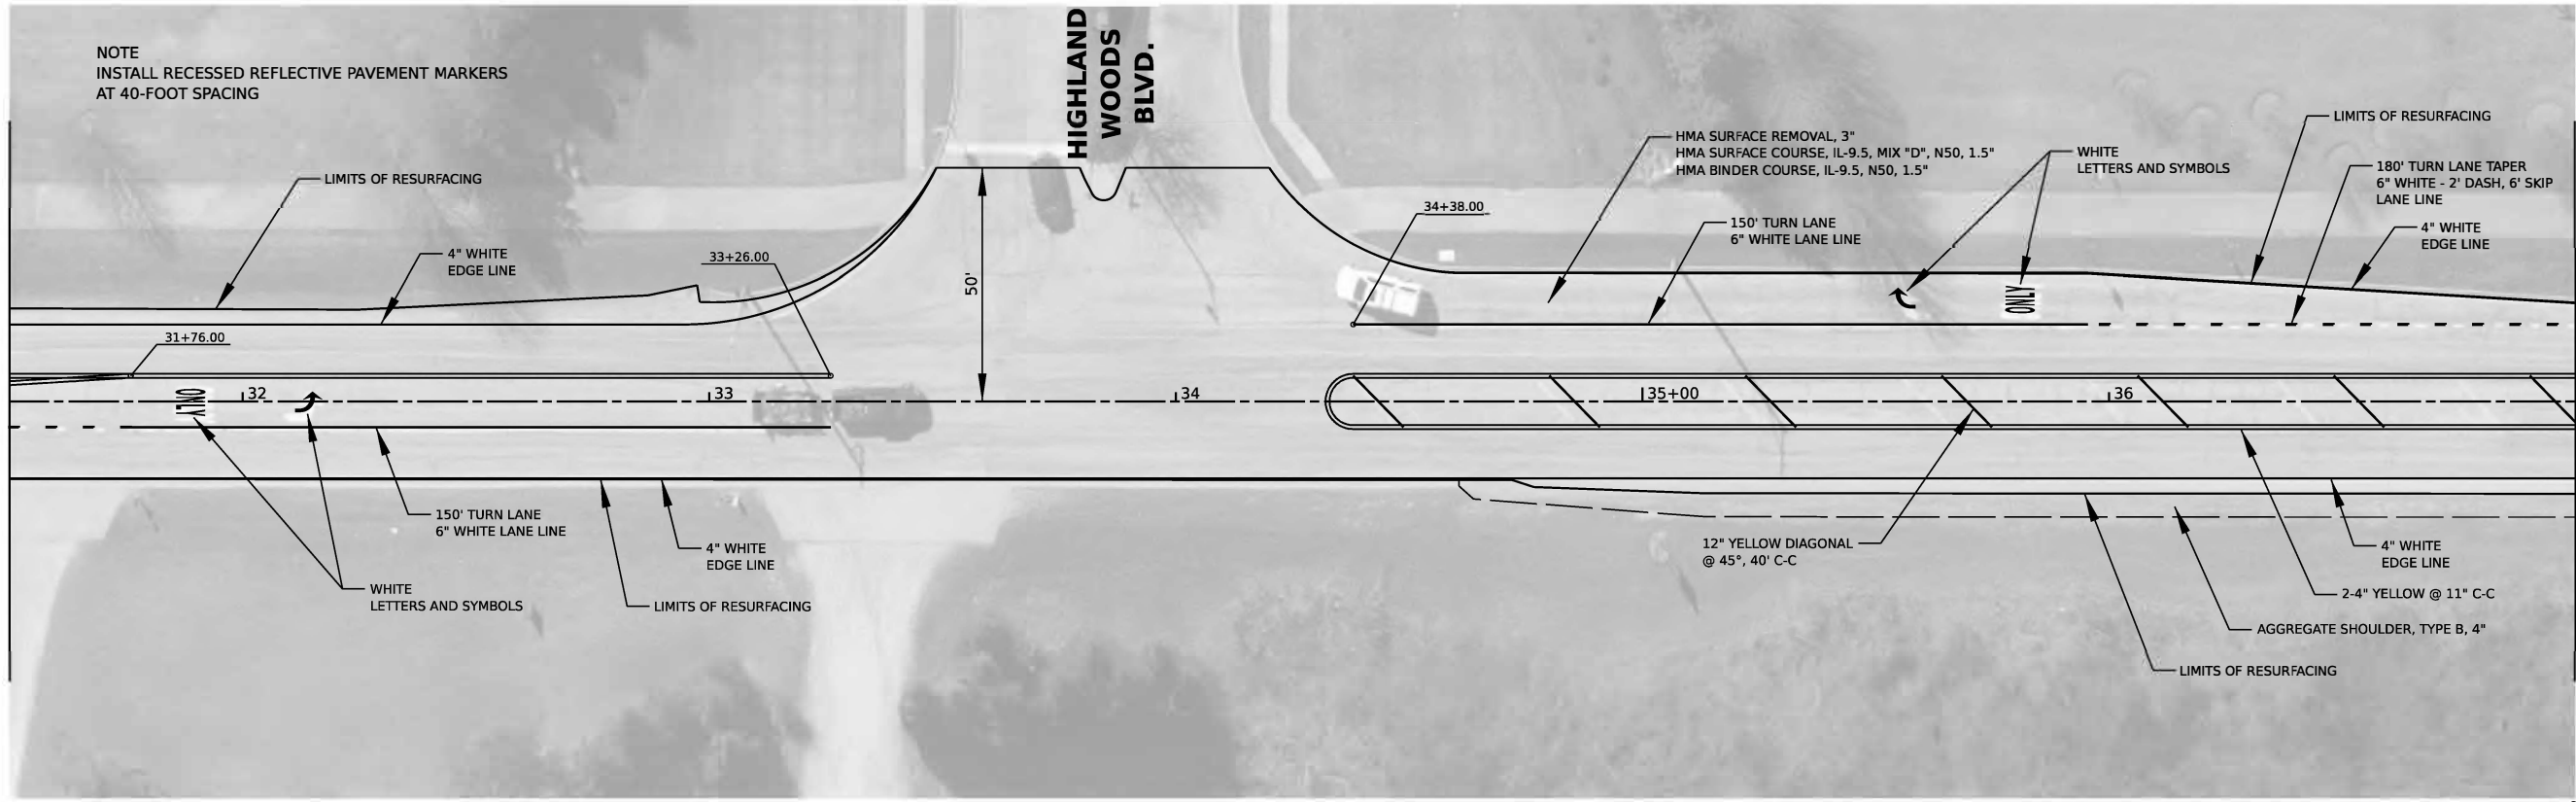 NOTE
INSTALL RECESSED REFLECTIVE PAVEMENT MARKERS
AT 40-FOOT SPACING
HIGHLAND
WOODS
BLVD.
LIMITS OF RESURFACING
4" WHITE
EDGE LINE
33+26.00
31+76.00
50'
34+38.00
HMA SURFACE REMOVAL, 3"
HMA SURFACE COURSE, IL-9.5, MIX "D", N50, 1.5"
HMA BINDER COURSE, IL-9.5, N50, 1.5"
150' TURN LANE
6" WHITE LANE LINE
WHITE
LETTERS AND SYMBOLS
LIMITS OF RESURFACING
180' TURN LANE TAPER
6" WHITE - 2' DASH, 6' SKIP
LANE LINE
4" WHITE
EDGE LINE
ONLY
ONLY
32
33
34
35+00
36
150' TURN LANE
6" WHITE LANE LINE
WHITE
LETTERS AND SYMBOLS
4" WHITE
EDGE LINE
LIMITS OF RESURFACING
12" YELLOW DIAGONAL
@ 45°, 40' C-C
4" WHITE
EDGE LINE
2-4" YELLOW @ 11" C-C
AGGREGATE SHOULDER, TYPE B, 4"
LIMITS OF RESURFACING